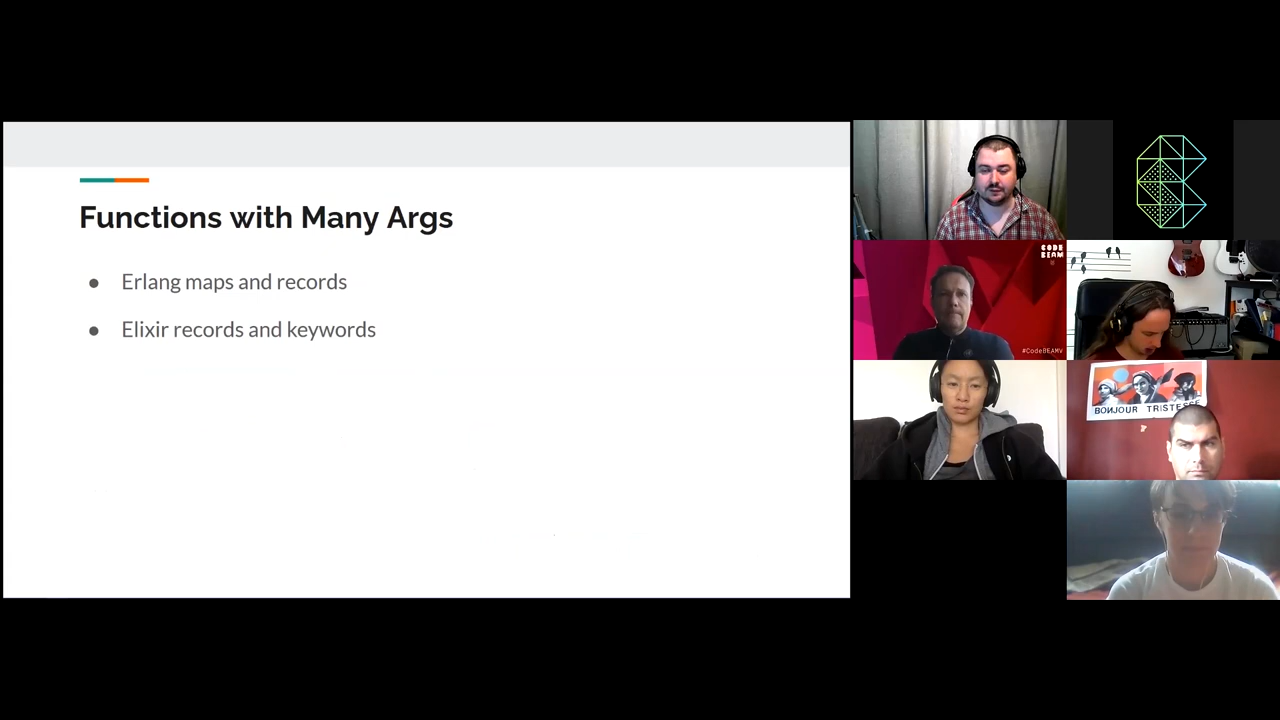 Functions with Many Args
● Erlang maps and records
● Elixir records and keywords
CODE
BEAM
#CodeBEAMV
BONJOUR TRISTESSE